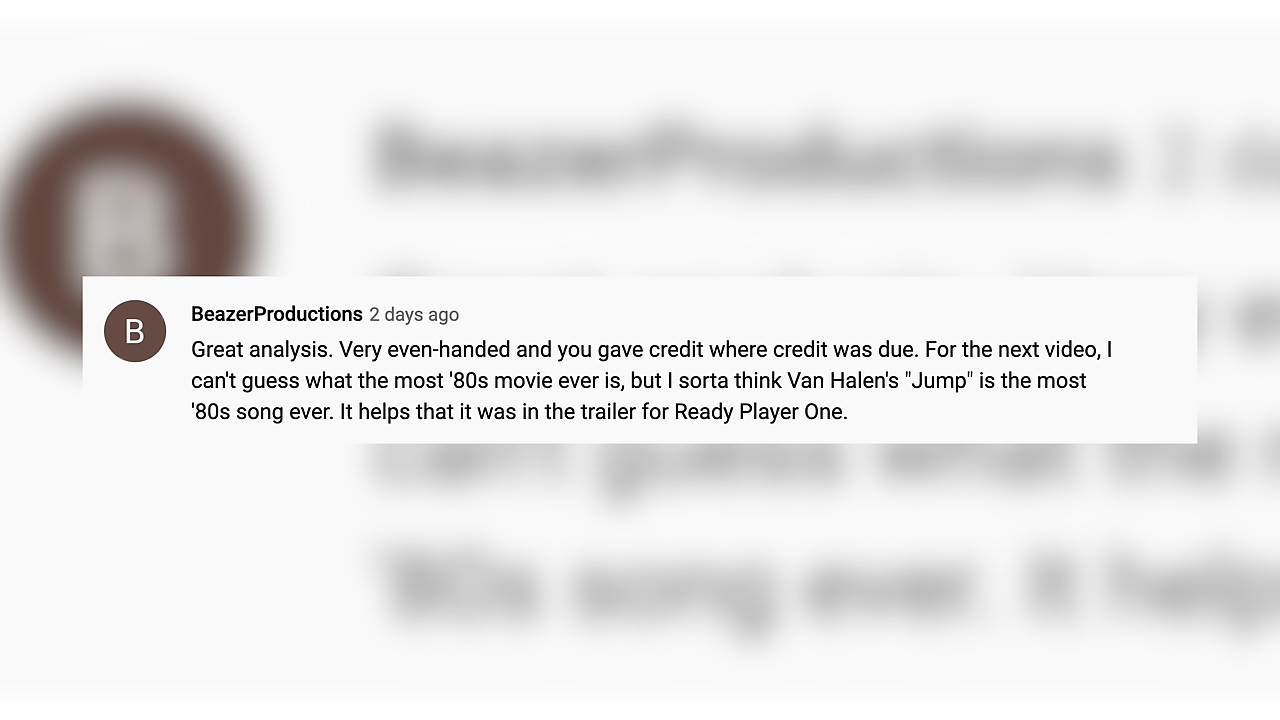 B
BeazerProductions 2 days ago
Great analysis. Very even-handed and you gave credit where credit was due. For the next video, I
can't guess what the most '80s movie ever is, but I sorta think Van Halen's "Jump" is the most
'80s song ever. It helps that it was in the trailer for Ready Player One.